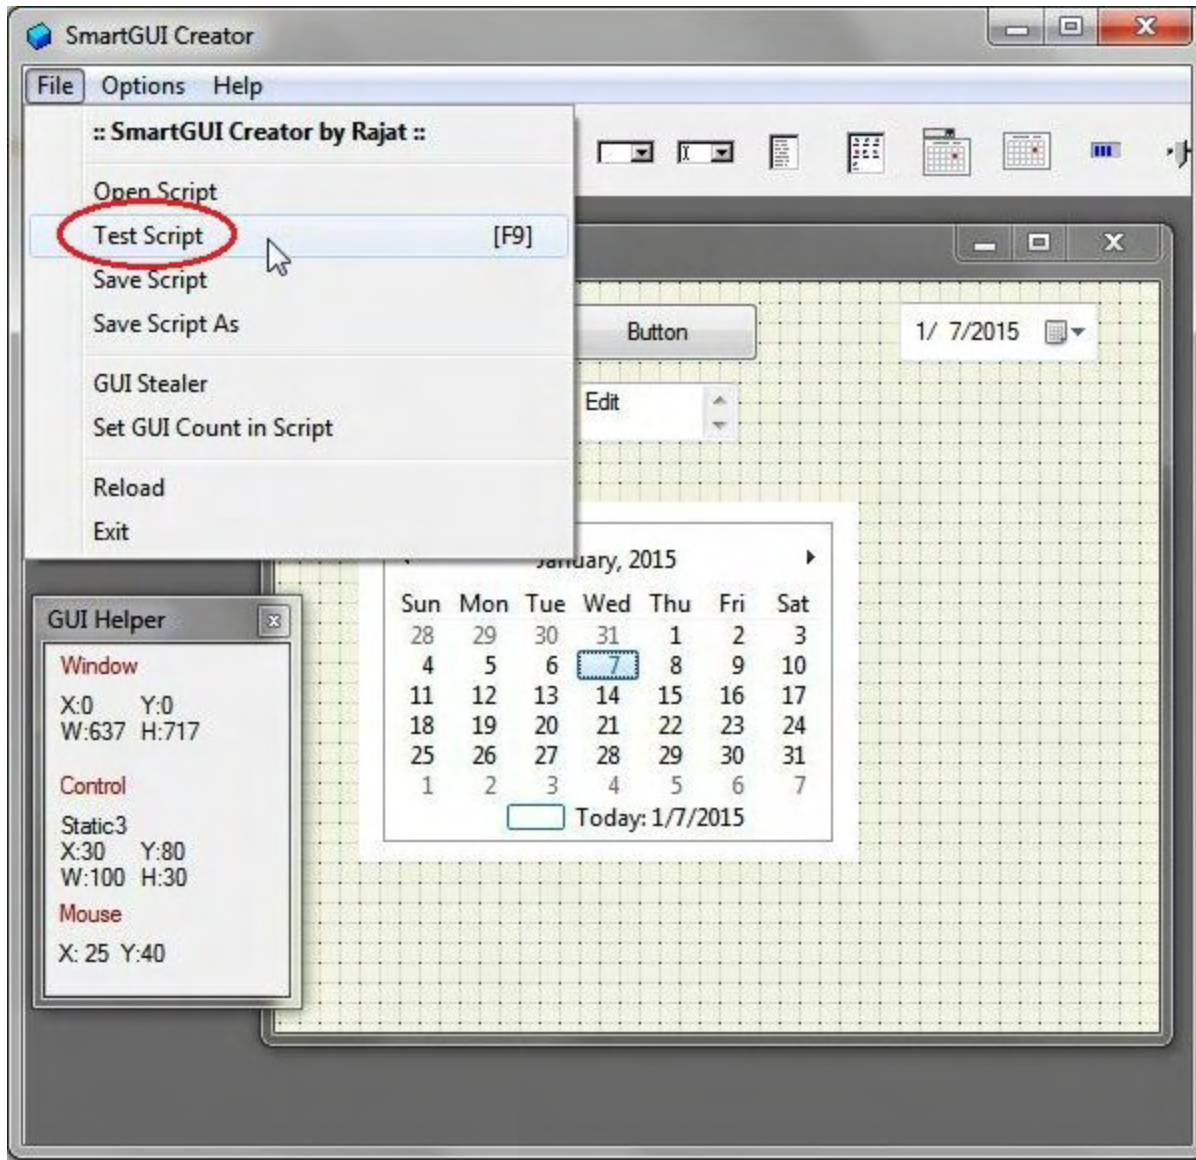 SmartGUI Creator
File Options Help
:: SmartGUI Creator by Rajat ::
Open Script
Test Script [F9]
Save Script
Save Script As
GUI Stealer
Set GUI Count in Script
Reload
Exit
Button
1/ 7/2015
Edit
January, 2015
Sun Mon Tue Wed Thu Fri Sat
28 29 30 31 1 2 3
4 5 6 7 8 9 10
11 12 13 14 15 16 17
18 19 20 21 22 23 24
25 26 27 28 29 30 31
1 2 3 4 5 6 7
Today: 1/7/2015
GUI Helper
Window
X:0 Y:0
W:637 H:717
Control
Static3
X:30 Y:80
W:100 H:30
Mouse
X: 25 Y:40